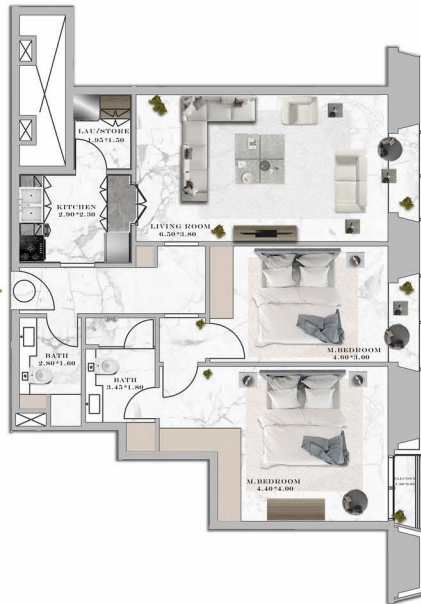 LAU/STORE
1.95*1.50
KITCHEN
2.90*2.30
LIVING ROOM
6.50*3.80
M.BEDROOM
4.60*3.00
BATH
2.80*1.60
BATH
3.45*1.80
M.BEDROOM
4.40*4.00
BALCONY